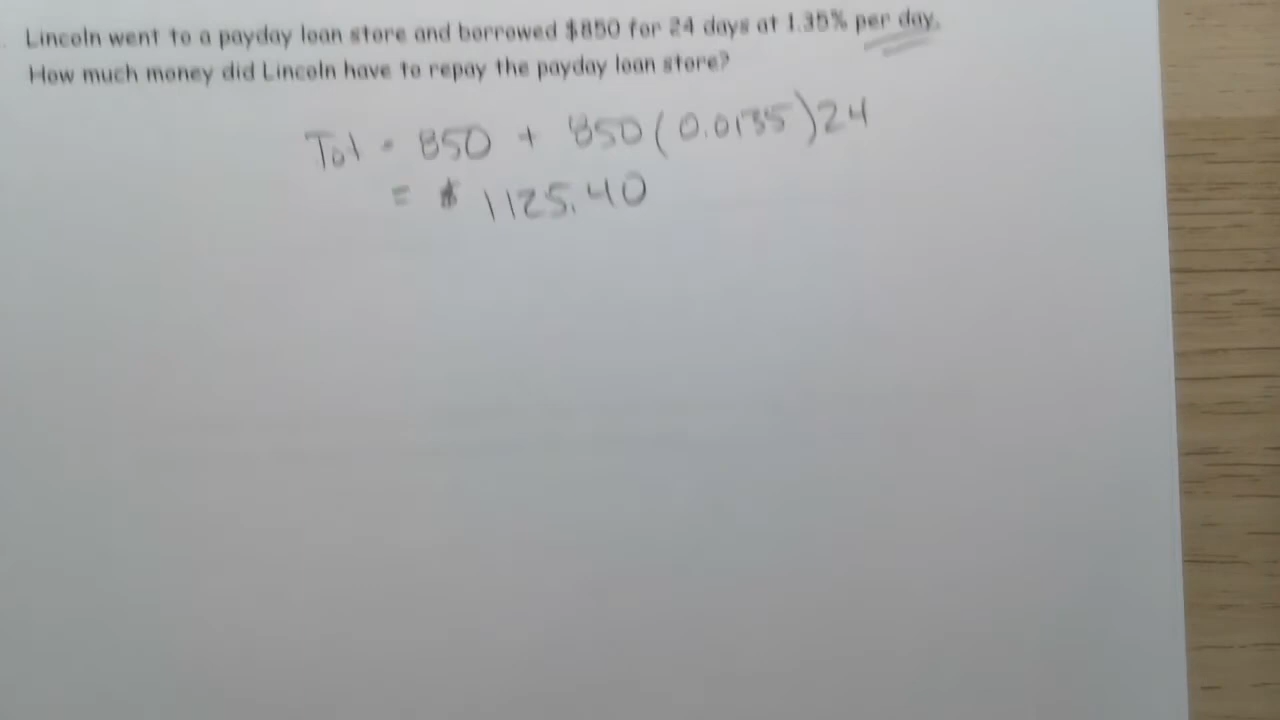 Lincoln went to a payday loan store and borrowed $850 for 24 days at 1.35% per day.
How much money did Lincoln have to repay the payday loan store?
Tot = 850 + 850(0.0135)24
= $ 1125.40